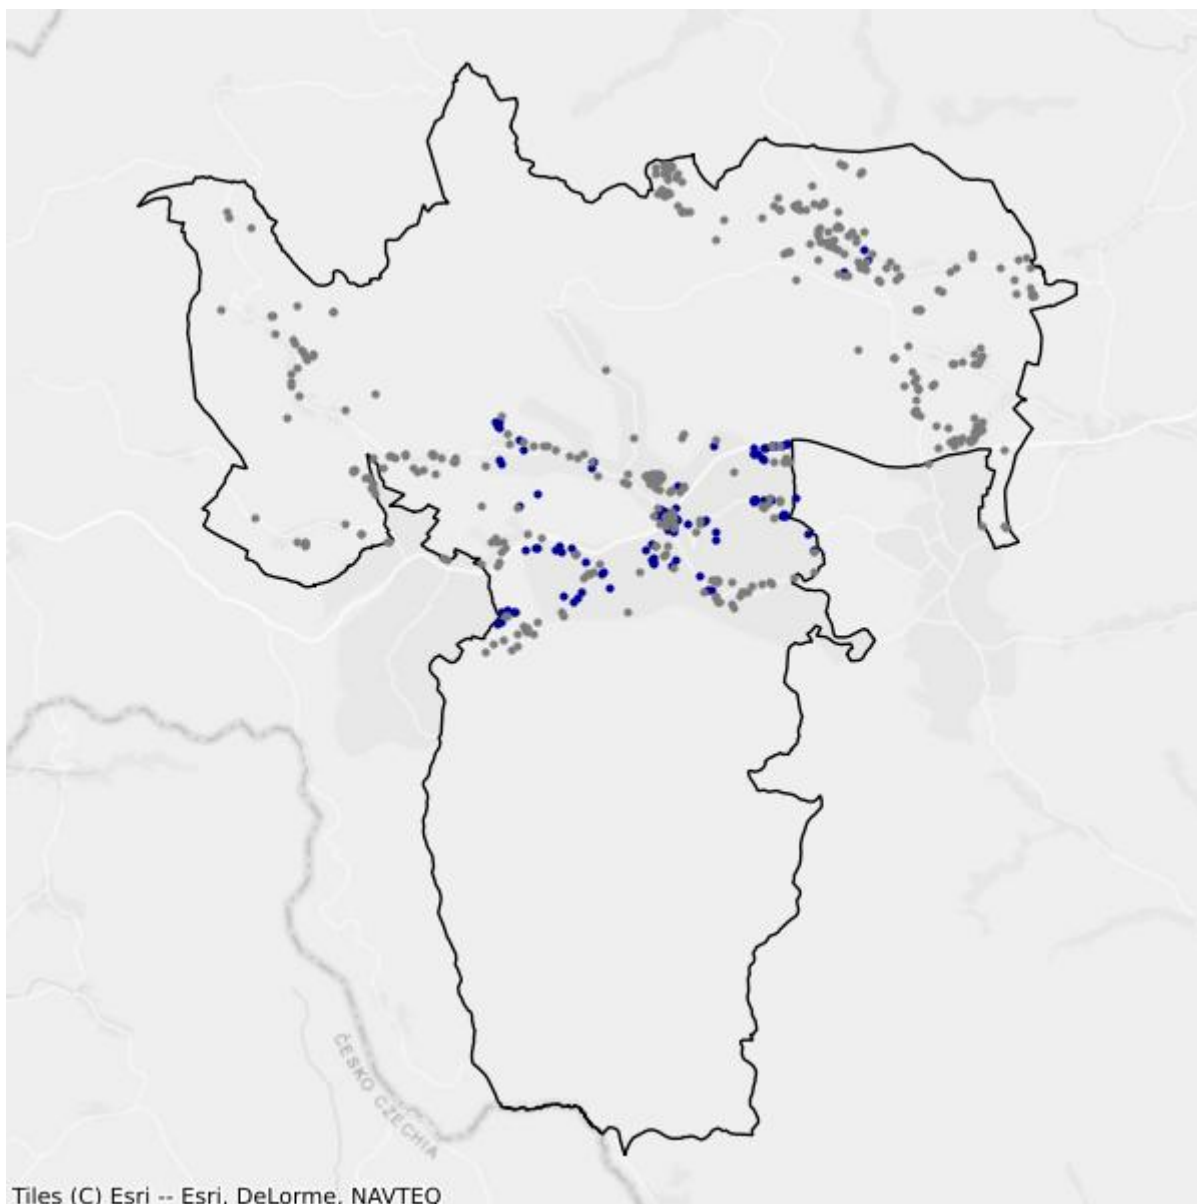 ČESKO CZECHIA
Tiles (C) Esri -- Esri, DeLorme, NAVTEQ